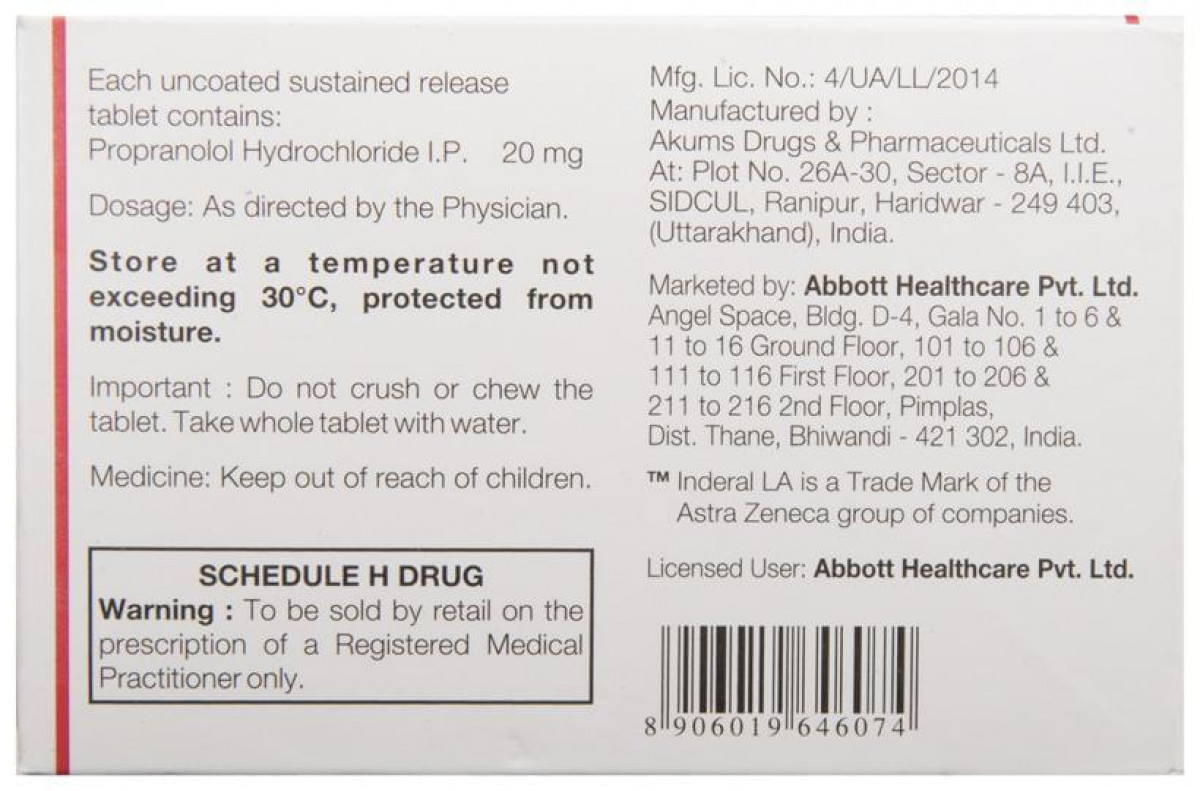 Each uncoated sustained release
tablet contains:
Propranolol Hydrochloride I.P. 20 mg
Dosage: As directed by the Physician.
Store at a temperature not
exceeding 30°C, protected from
moisture.
Important : Do not crush or chew the
tablet. Take whole tablet with water.
Medicine: Keep out of reach of children.
SCHEDULE H DRUG
Warning : To be sold by retail on the
prescription of a Registered Medical
Practitioner only.
Mfg. Lic. No.: 4/UA/LL/2014
Manufactured by :
Akums Drugs & Pharmaceuticals Ltd.
At: Plot No. 26A-30, Sector - 8A, I.I.E.,
SIDCUL, Ranipur, Haridwar - 249 403,
(Uttarakhand), India.
Marketed by: Abbott Healthcare Pvt. Ltd.
Angel Space, Bldg. D-4, Gala No. 1 to 6 &
11 to 16 Ground Floor, 101 to 106 &
111 to 116 First Floor, 201 to 206 &
211 to 216 2nd Floor, Pimplas,
Dist. Thane, Bhiwandi - 421 302, India.
™ Inderal LA is a Trade Mark of the
Astra Zeneca group of companies.
Licensed User: Abbott Healthcare Pvt. Ltd.
8 906019 646074